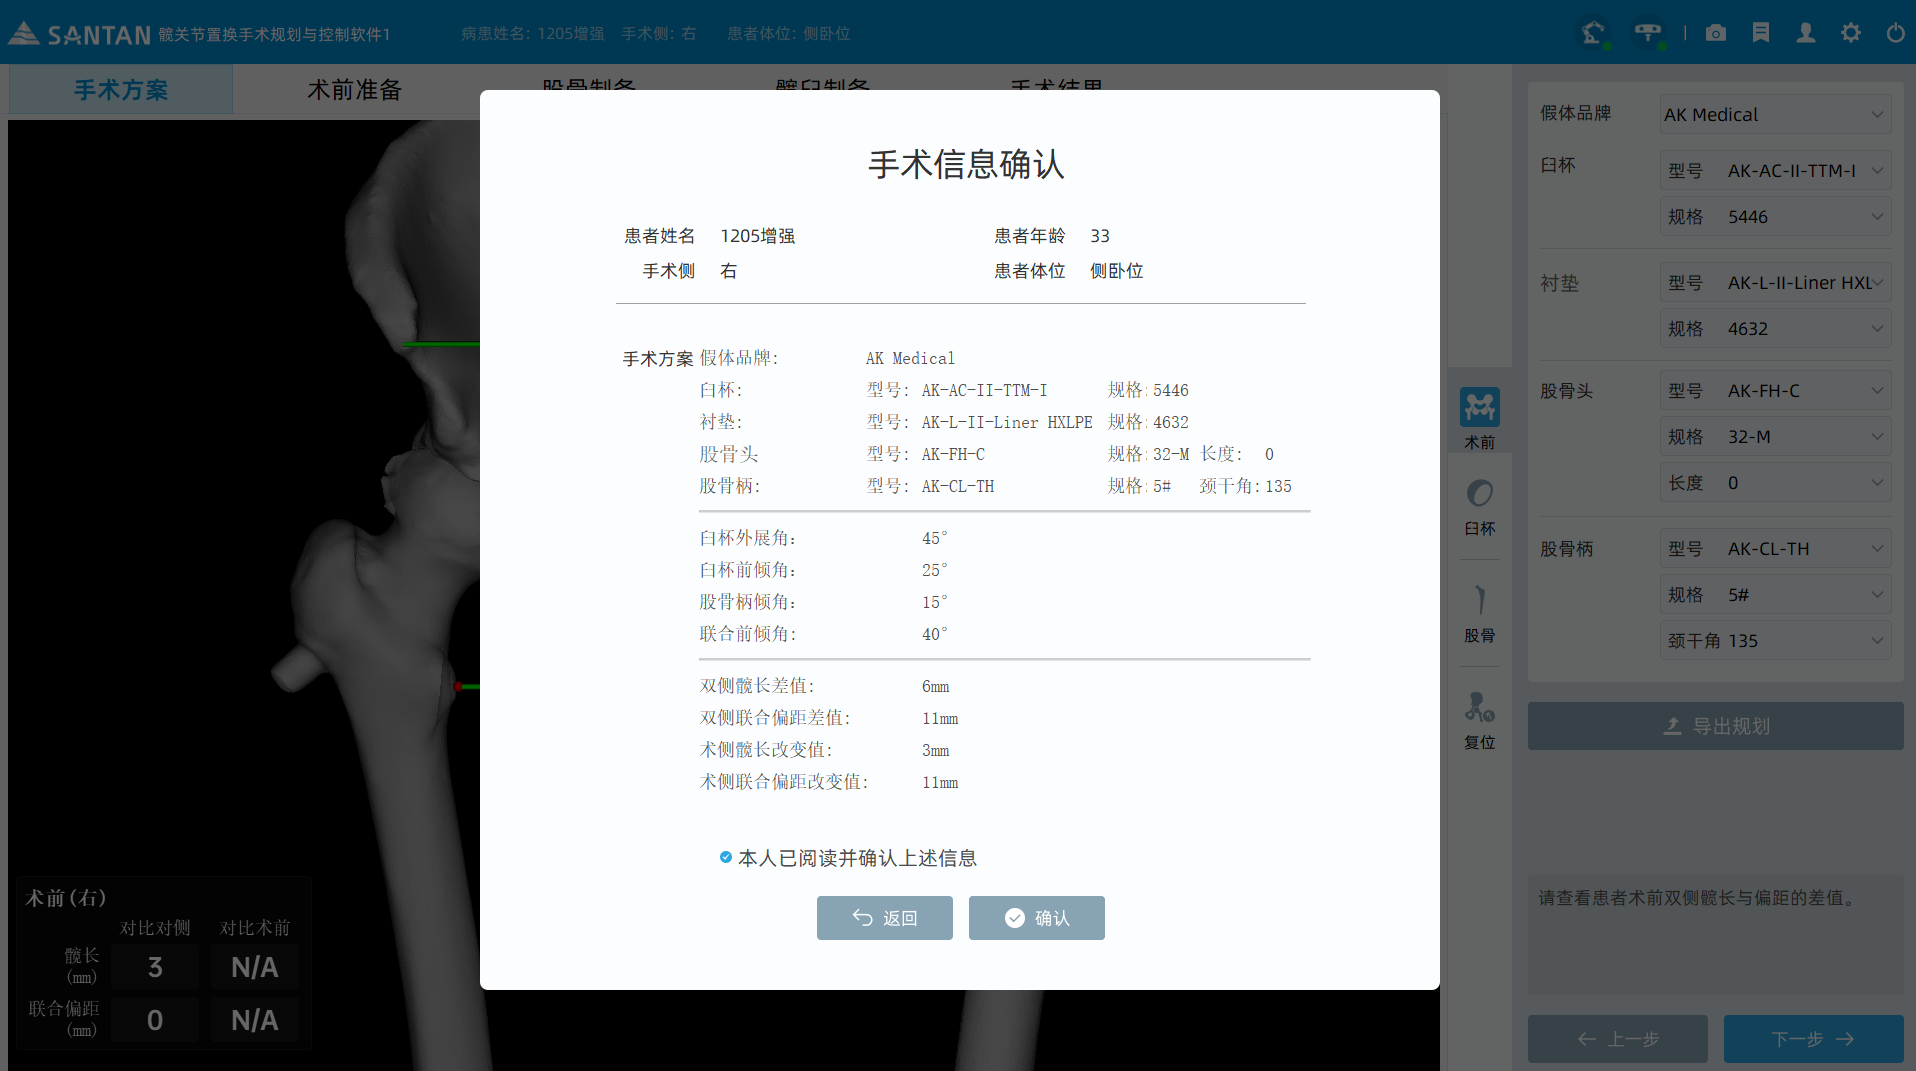 SANTAN 髋关节置换手术规划与控制软件1 病患姓名: 1205增强 手术侧: 右 患者体位: 侧卧位
手术方案 术前准备 股骨制备 髋臼制备 手术结果
手术信息确认
患者姓名 1205增强 患者年龄 33
手术侧 右 患者体位 侧卧位
手术方案 假体品牌: AK Medical
臼杯: 型号: AK-AC-II-TTM-I 规格: 5446
衬垫: 型号: AK-L-II-Liner HXLPE 规格: 4632
股骨头 型号: AK-FH-C 规格: 32-M 长度: 0
股骨柄: 型号: AK-CL-TH 规格: 5# 颈干角: 135
臼杯外展角: 45°
臼杯前倾角: 25°
股骨柄倾角: 15°
联合前倾角: 40°
双侧髋长差值: 6mm
双侧联合偏距差值: 11mm
术侧髋长改变值: 3mm
术侧联合偏距改变值: 11mm
本人已阅读并确认上述信息
返回 确认
术前(右)
对比对侧 对比术前
髋长 (mm) 3 N/A
联合偏距 (mm) 0 N/A
术前
臼杯
股骨
复位
假体品牌 AK Medical
臼杯 型号 AK-AC-II-TTM-I
规格 5446
衬垫 型号 AK-L-II-Liner HXL
规格 4632
股骨头 型号 AK-FH-C
规格 32-M
长度 0
股骨柄 型号 AK-CL-TH
规格 5#
颈干角 135
导出规划
请查看患者术前双侧髋长与偏距的差值。
上一步 下一步